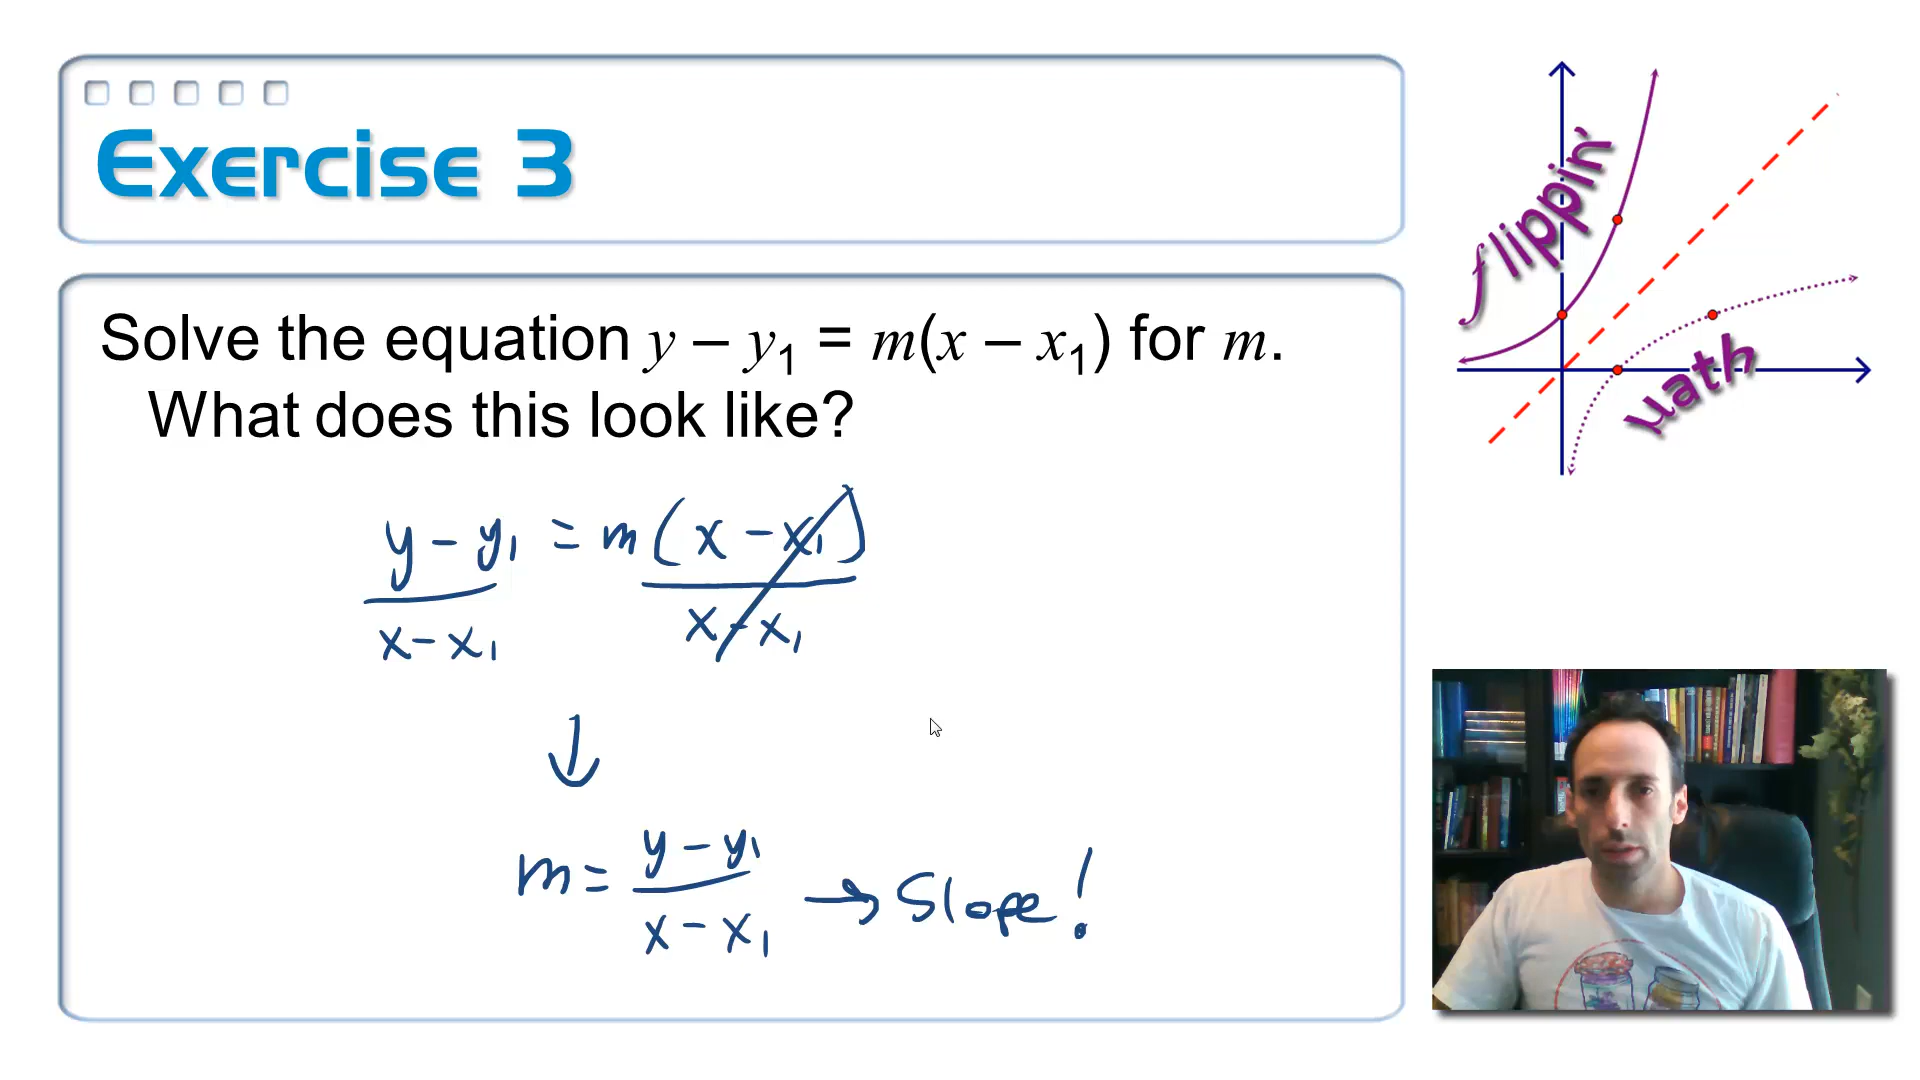 Exercise 3
Solve the equation y – y₁ = m(x – x₁) for m.
What does this look like?
y – y₁ = m(x – x₁)
x – x₁ x – x₁
↓
m = y – y₁ → Slope!
x – x₁
flippin'
μath